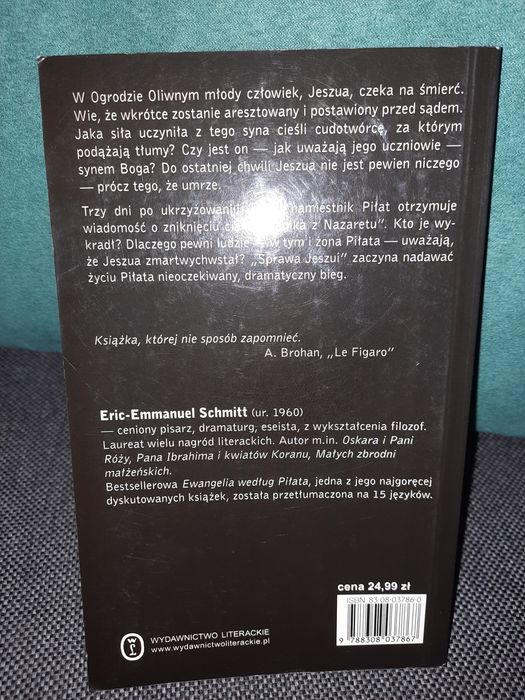 W Ogrodzie Oliwnym młody człowiek, Jeszua, czeka na śmierć.
Wie, że wkrótce zostanie aresztowany i postawiony przed sądem.
Jaka siła uczyniła z tego syna cieśli cudotwórcę, za którym
podążają tłumy? Czy jest on — jak uważają jego uczniowie —
synem Boga? Do ostatniej chwili Jeszua nie jest pewien niczego
— prócz tego, że umrze.
Trzy dni po ukrzyżowaniu namiestnik Piłat otrzymuje
wiadomość o zniknięciu z Nazaretu". Kto je wy-
kradł? Dlaczego pewni ludzie — w tym i żona Piłata — uważają,
że Jeszua zmartwychwstał? „Sprawa Jeszui" zaczyna nadawać
życiu Piłata nieoczekiwany, dramatyczny bieg.
Książka, której nie sposób zapomnieć.
A. Brohan, „Le Figaro"
Eric-Emmanuel Schmitt (ur. 1960)
— ceniony pisarz, dramaturg, eseista, z wykształcenia filozof.
Laureat wielu nagród literackich. Autor m.in. Oskara i Pani
Róży, Pana Ibrahima i kwiatów Koranu, Małych zbrodni
małżeńskich.
Bestsellerowa Ewangelia według Piłata, jedna z jego najgoręcej
dyskutowanych książek, została przetłumaczona na 15 języków.
cena 24,99 zł
ISBN 83-08-03786-0
9 788308 037867
WYDAWNICTWO LITERACKIE
www.wydawnictwoliterackie.pl